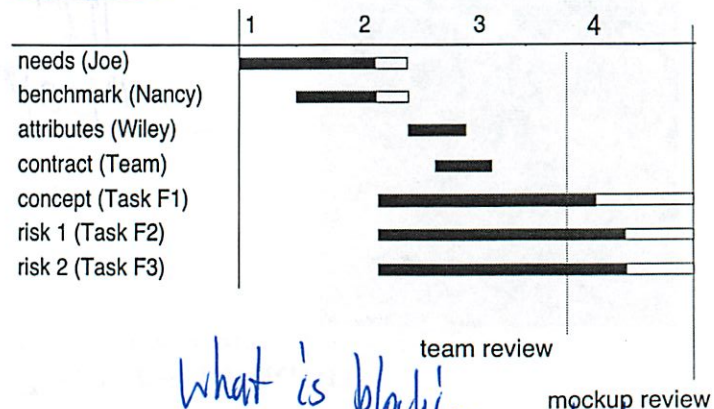 1 2 3 4
needs (Joe)
benchmark (Nancy)
attributes (Wiley)
contract (Team)
concept (Task F1)
risk 1 (Task F2)
risk 2 (Task F3)
team review
what is
mockup review